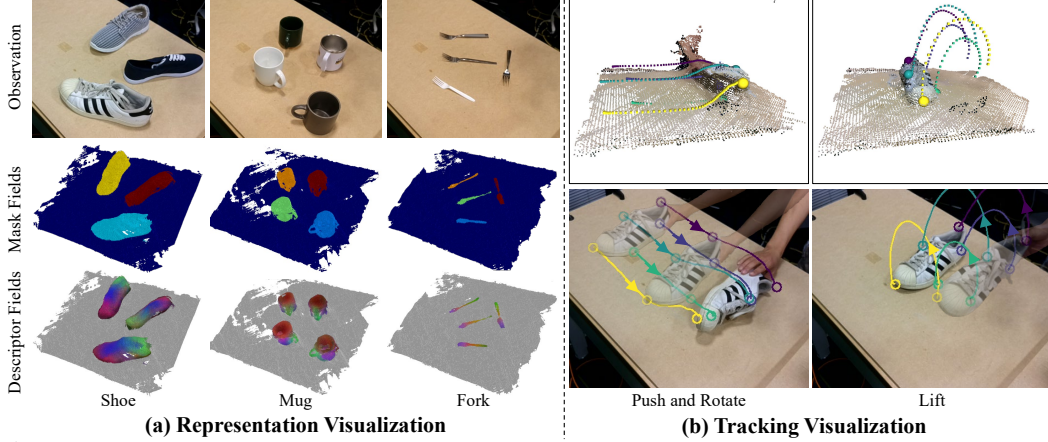 Observation
Mask Fields
Descriptor Fields
Shoe
Mug
Fork
(a) Representation Visualization
Push and Rotate
Lift
(b) Tracking Visualization